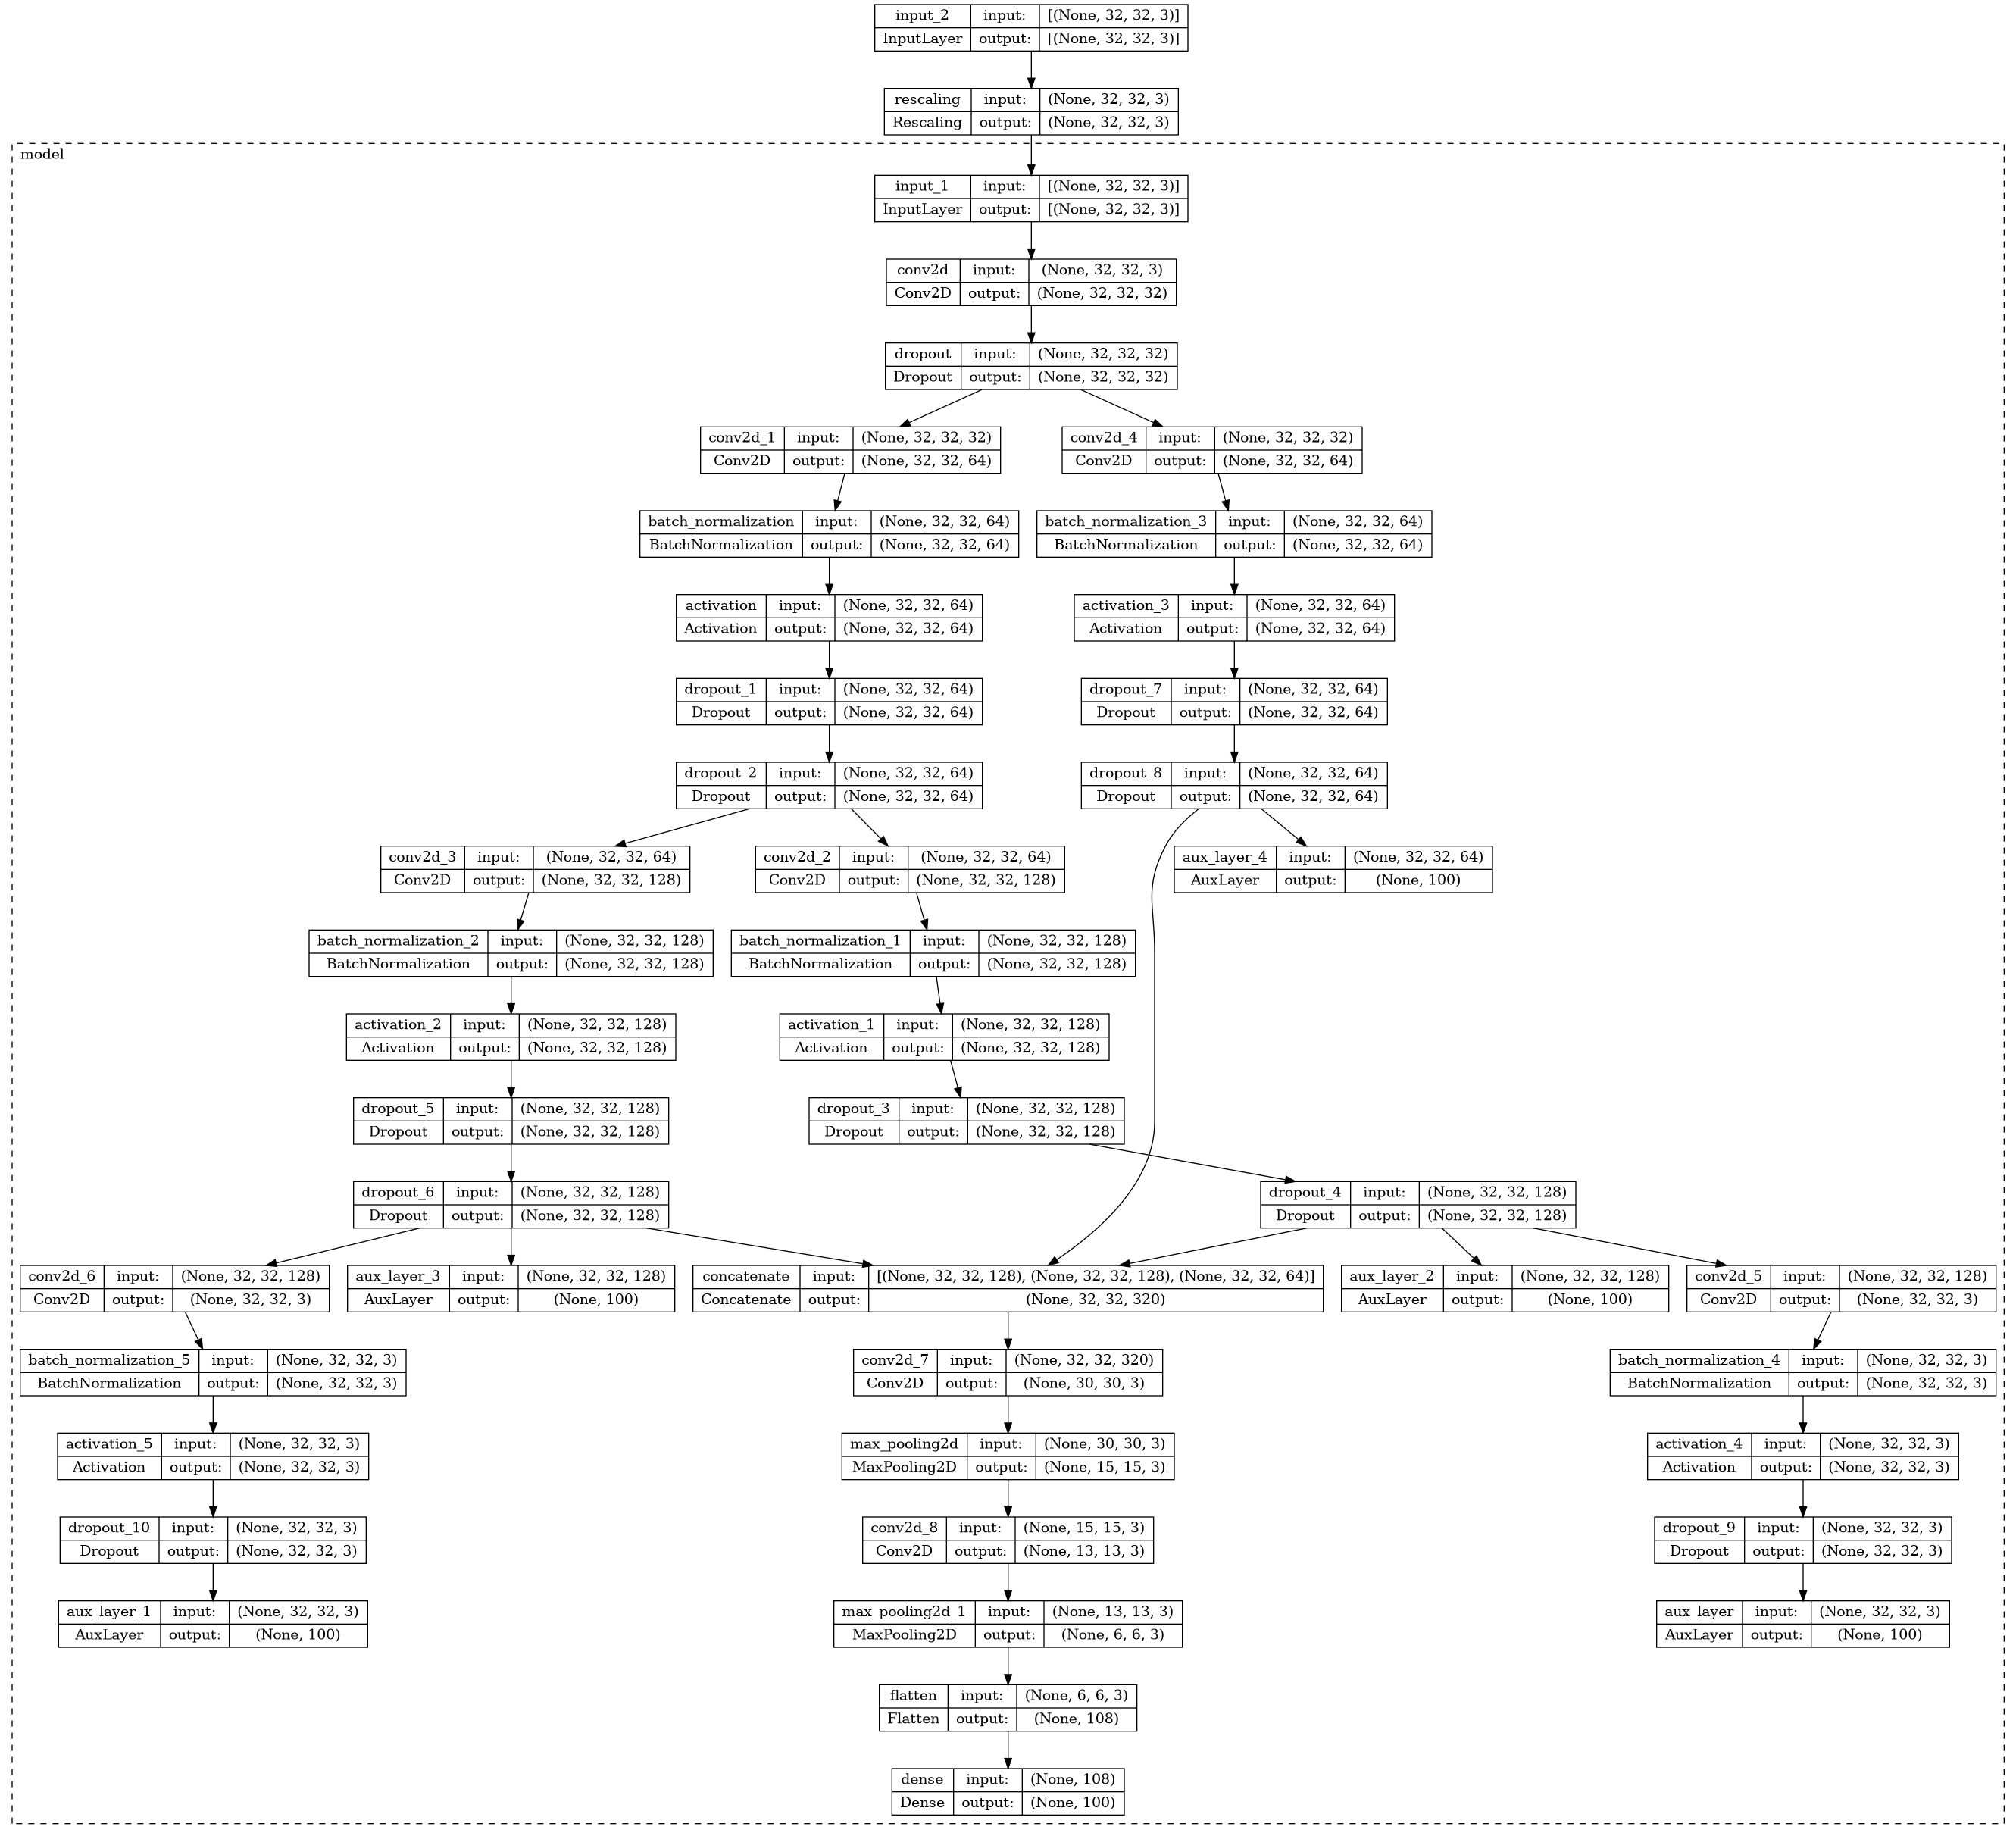 input_2 input: [(None, 32, 32, 3)]
InputLayer output: [(None, 32, 32, 3)]
rescaling input: (None, 32, 32, 3)
Rescaling output: (None, 32, 32, 3)
model
input_1 input: [(None, 32, 32, 3)]
InputLayer output: [(None, 32, 32, 3)]
conv2d input: (None, 32, 32, 3)
Conv2D output: (None, 32, 32, 32)
dropout input: (None, 32, 32, 32)
Dropout output: (None, 32, 32, 32)
conv2d_1 input: (None, 32, 32, 32)
Conv2D output: (None, 32, 32, 64)
conv2d_4 input: (None, 32, 32, 32)
Conv2D output: (None, 32, 32, 64)
batch_normalization input: (None, 32, 32, 64)
BatchNormalization output: (None, 32, 32, 64)
batch_normalization_3 input: (None, 32, 32, 64)
BatchNormalization output: (None, 32, 32, 64)
activation input: (None, 32, 32, 64)
Activation output: (None, 32, 32, 64)
activation_3 input: (None, 32, 32, 64)
Activation output: (None, 32, 32, 64)
dropout_1 input: (None, 32, 32, 64)
Dropout output: (None, 32, 32, 64)
dropout_7 input: (None, 32, 32, 64)
Dropout output: (None, 32, 32, 64)
dropout_2 input: (None, 32, 32, 64)
Dropout output: (None, 32, 32, 64)
dropout_8 input: (None, 32, 32, 64)
Dropout output: (None, 32, 32, 64)
conv2d_3 input: (None, 32, 32, 64)
Conv2D output: (None, 32, 32, 128)
conv2d_2 input: (None, 32, 32, 64)
Conv2D output: (None, 32, 32, 128)
aux_layer_4 input: (None, 32, 32, 64)
AuxLayer output: (None, 100)
batch_normalization_2 input: (None, 32, 32, 128)
BatchNormalization output: (None, 32, 32, 128)
batch_normalization_1 input: (None, 32, 32, 128)
BatchNormalization output: (None, 32, 32, 128)
activation_2 input: (None, 32, 32, 128)
Activation output: (None, 32, 32, 128)
activation_1 input: (None, 32, 32, 128)
Activation output: (None, 32, 32, 128)
dropout_5 input: (None, 32, 32, 128)
Dropout output: (None, 32, 32, 128)
dropout_3 input: (None, 32, 32, 128)
Dropout output: (None, 32, 32, 128)
dropout_6 input: (None, 32, 32, 128)
Dropout output: (None, 32, 32, 128)
dropout_4 input: (None, 32, 32, 128)
Dropout output: (None, 32, 32, 128)
conv2d_6 input: (None, 32, 32, 128)
Conv2D output: (None, 32, 32, 3)
aux_layer_3 input: (None, 32, 32, 128)
AuxLayer output: (None, 100)
concatenate input: [(None, 32, 32, 128), (None, 32, 32, 128), (None, 32, 32, 64)]
Concatenate output: (None, 32, 32, 320)
aux_layer_2 input: (None, 32, 32, 128)
AuxLayer output: (None, 100)
conv2d_5 input: (None, 32, 32, 128)
Conv2D output: (None, 32, 32, 3)
batch_normalization_5 input: (None, 32, 32, 3)
BatchNormalization output: (None, 32, 32, 3)
conv2d_7 input: (None, 32, 32, 320)
Conv2D output: (None, 30, 30, 3)
batch_normalization_4 input: (None, 32, 32, 3)
BatchNormalization output: (None, 32, 32, 3)
activation_5 input: (None, 32, 32, 3)
Activation output: (None, 32, 32, 3)
max_pooling2d input: (None, 30, 30, 3)
MaxPooling2D output: (None, 15, 15, 3)
activation_4 input: (None, 32, 32, 3)
Activation output: (None, 32, 32, 3)
dropout_10 input: (None, 32, 32, 3)
Dropout output: (None, 32, 32, 3)
conv2d_8 input: (None, 15, 15, 3)
Conv2D output: (None, 13, 13, 3)
dropout_9 input: (None, 32, 32, 3)
Dropout output: (None, 32, 32, 3)
aux_layer_1 input: (None, 32, 32, 3)
AuxLayer output: (None, 100)
max_pooling2d_1 input: (None, 13, 13, 3)
MaxPooling2D output: (None, 6, 6, 3)
aux_layer input: (None, 32, 32, 3)
AuxLayer output: (None, 100)
flatten input: (None, 6, 6, 3)
Flatten output: (None, 108)
dense input: (None, 108)
Dense output: (None, 100)